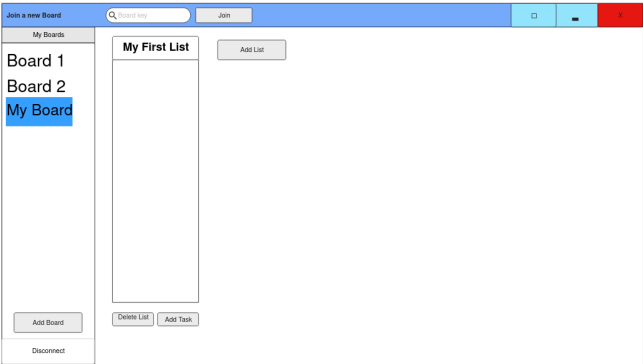 Join a new Board
Board key
Join
X
My Boards
Board 1
Board 2
My Board
Add Board
Disconnect
My First List
Add List
Delete List
Add Task